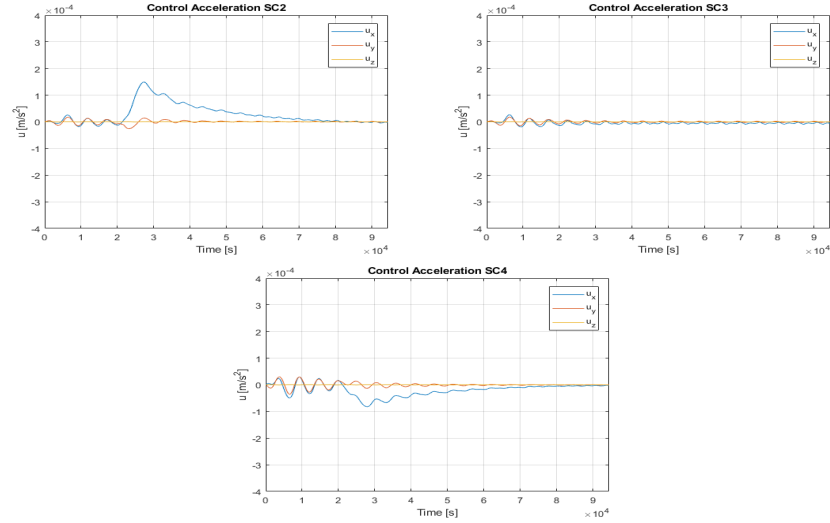 Control Acceleration SC2
× 10⁻⁴
4
3
2
1
0
-1
-2
-3
-4
u [m/s²]
u_x
u_y
u_z
0 1 2 3 4 5 6 7 8 9
Time [s]
× 10⁴
Control Acceleration SC3
× 10⁻⁴
4
3
2
1
0
-1
-2
-3
-4
u [m/s²]
u_x
u_y
u_z
0 1 2 3 4 5 6 7 8 9
Time [s]
× 10⁴
Control Acceleration SC4
× 10⁻⁴
4
3
2
1
0
-1
-2
-3
-4
u [m/s²]
u_x
u_y
u_z
0 1 2 3 4 5 6 7 8 9
Time [s]
× 10⁴